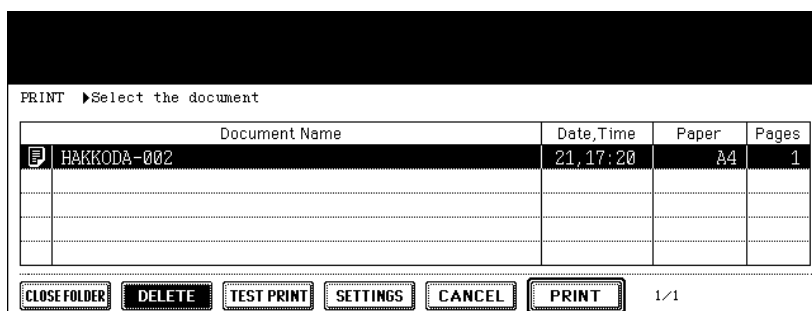 PRINT ▶Select the document
Document Name Date,Time Paper Pages
HAKKODA-002 21,17:20 A4 1
CLOSE FOLDER DELETE TEST PRINT SETTINGS CANCEL PRINT 1/1